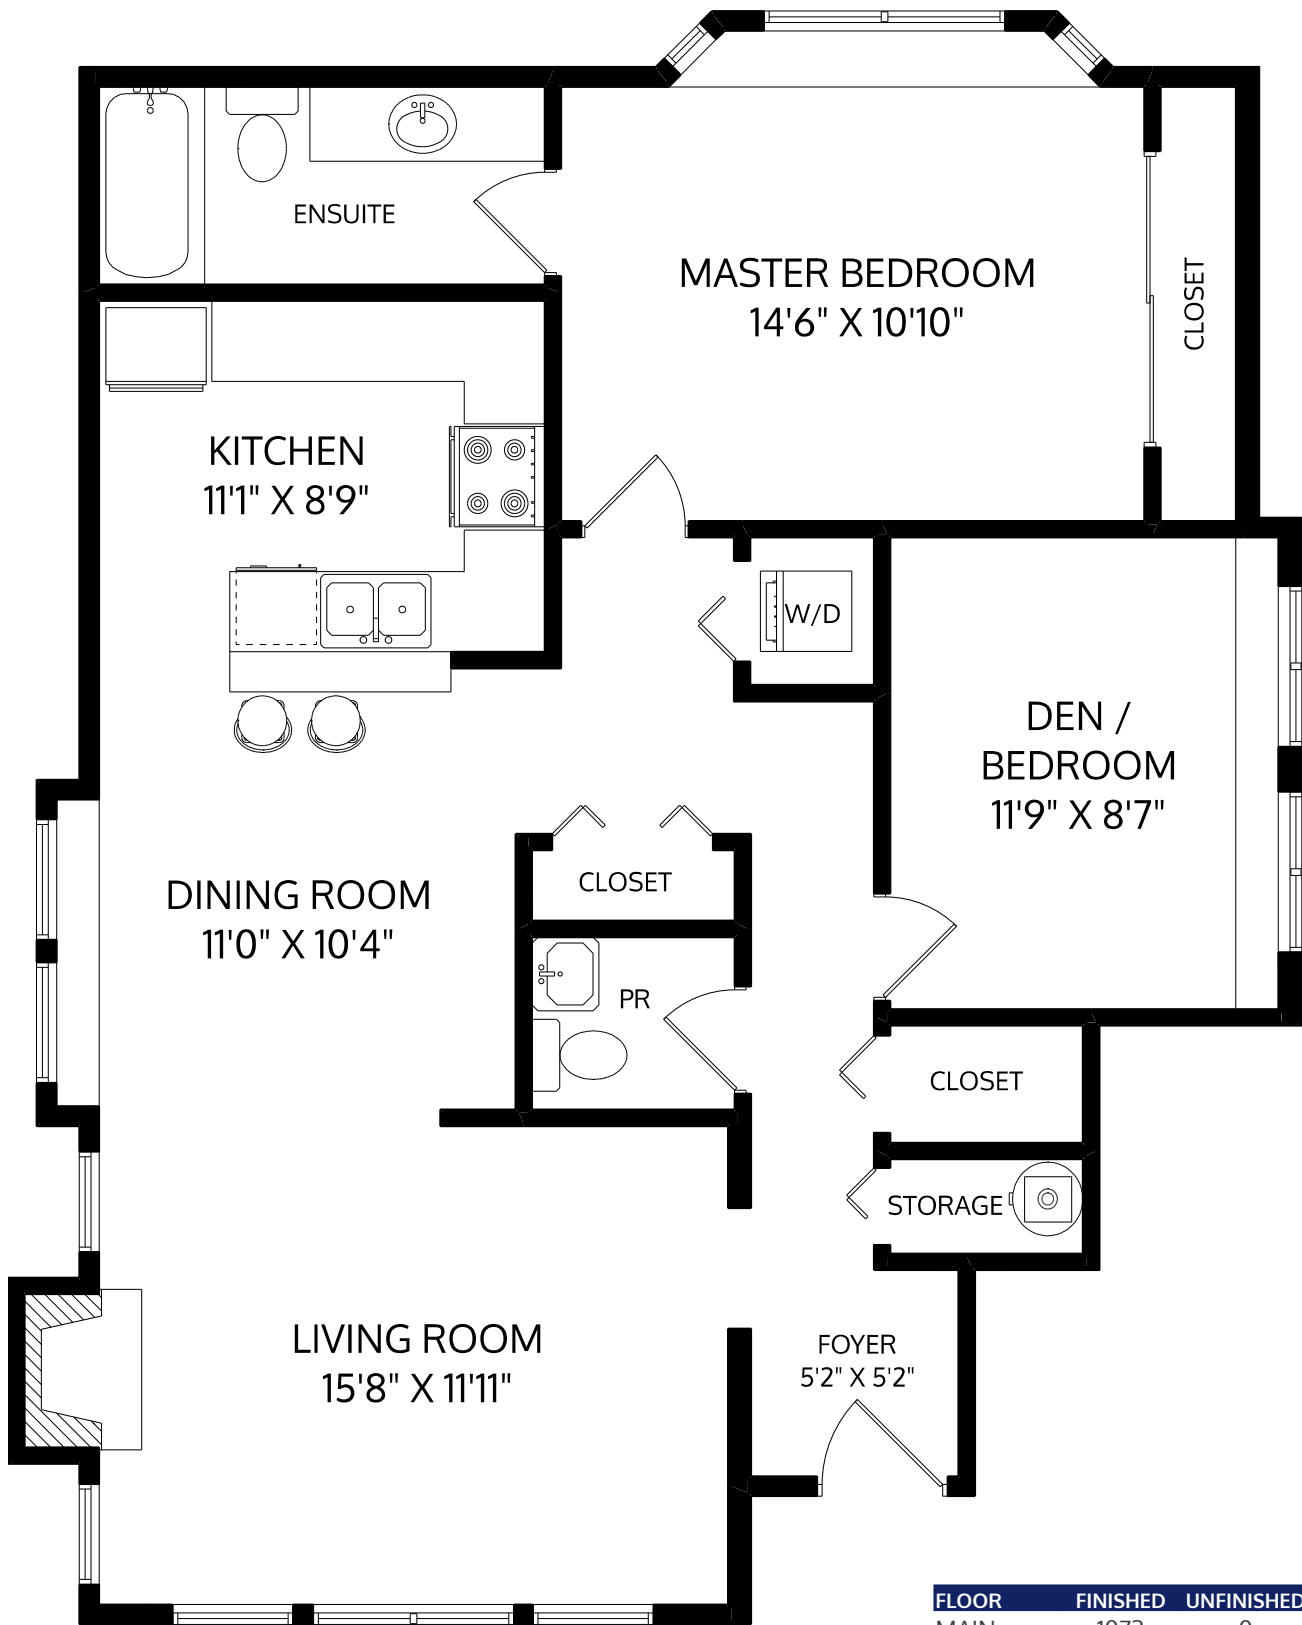 ENSUITE
MASTER BEDROOM
14'6" X 10'10"
CLOSET
KITCHEN
11'1" X 8'9"
W/D
DEN /
BEDROOM
11'9" X 8'7"
CLOSET
DINING ROOM
11'0" X 10'4"
PR
CLOSET
STORAGE
LIVING ROOM
15'8" X 11'11"
FOYER
5'2" X 5'2"
FLOOR FINISHED UNFINISHED
MAIN